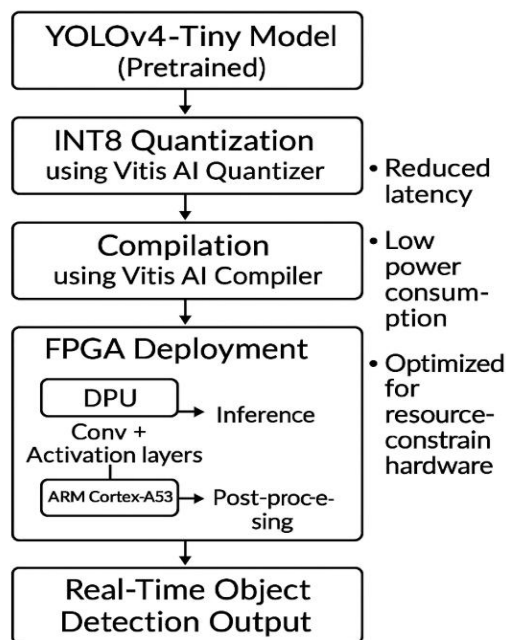 YOLOv4-Tiny Model
(Pretrained)
INT8 Quantization
using Vitis AI Quantizer
Compilation
using Vitis AI Compiler
FPGA Deployment
DPU
Inference
Conv +
Activation layers
ARM Cortex-A53
Post-proc-e-
sing
Real-Time Object
Detection Output
• Reduced
latency
• Low
power
consum-
ption
• Optimized
for
resource-
constrain
hardware